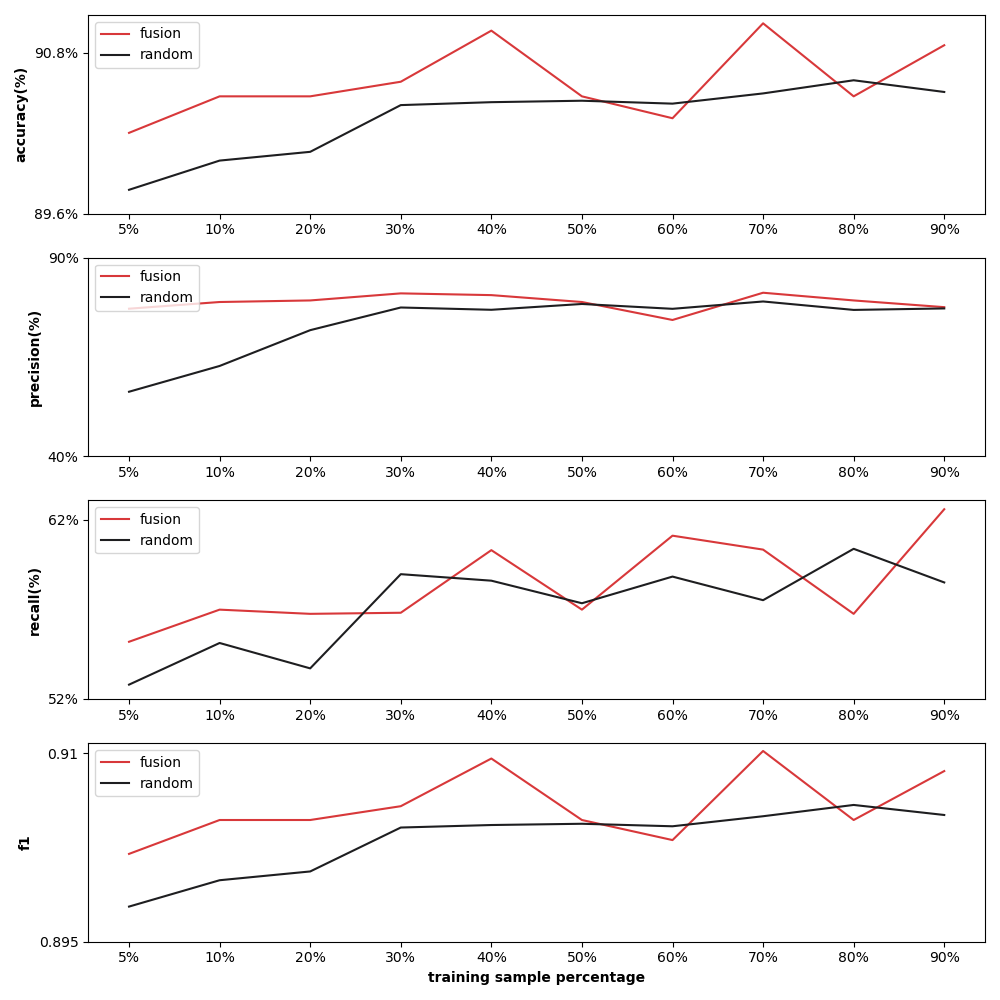 fusion
random
90.8%
89.6%
accuracy(%)
5% 10% 20% 30% 40% 50% 60% 70% 80% 90%
fusion
random
90%
40%
precision(%)
5% 10% 20% 30% 40% 50% 60% 70% 80% 90%
fusion
random
62%
52%
recall(%)
5% 10% 20% 30% 40% 50% 60% 70% 80% 90%
fusion
random
0.91
0.895
f1
5% 10% 20% 30% 40% 50% 60% 70% 80% 90%
training sample percentage